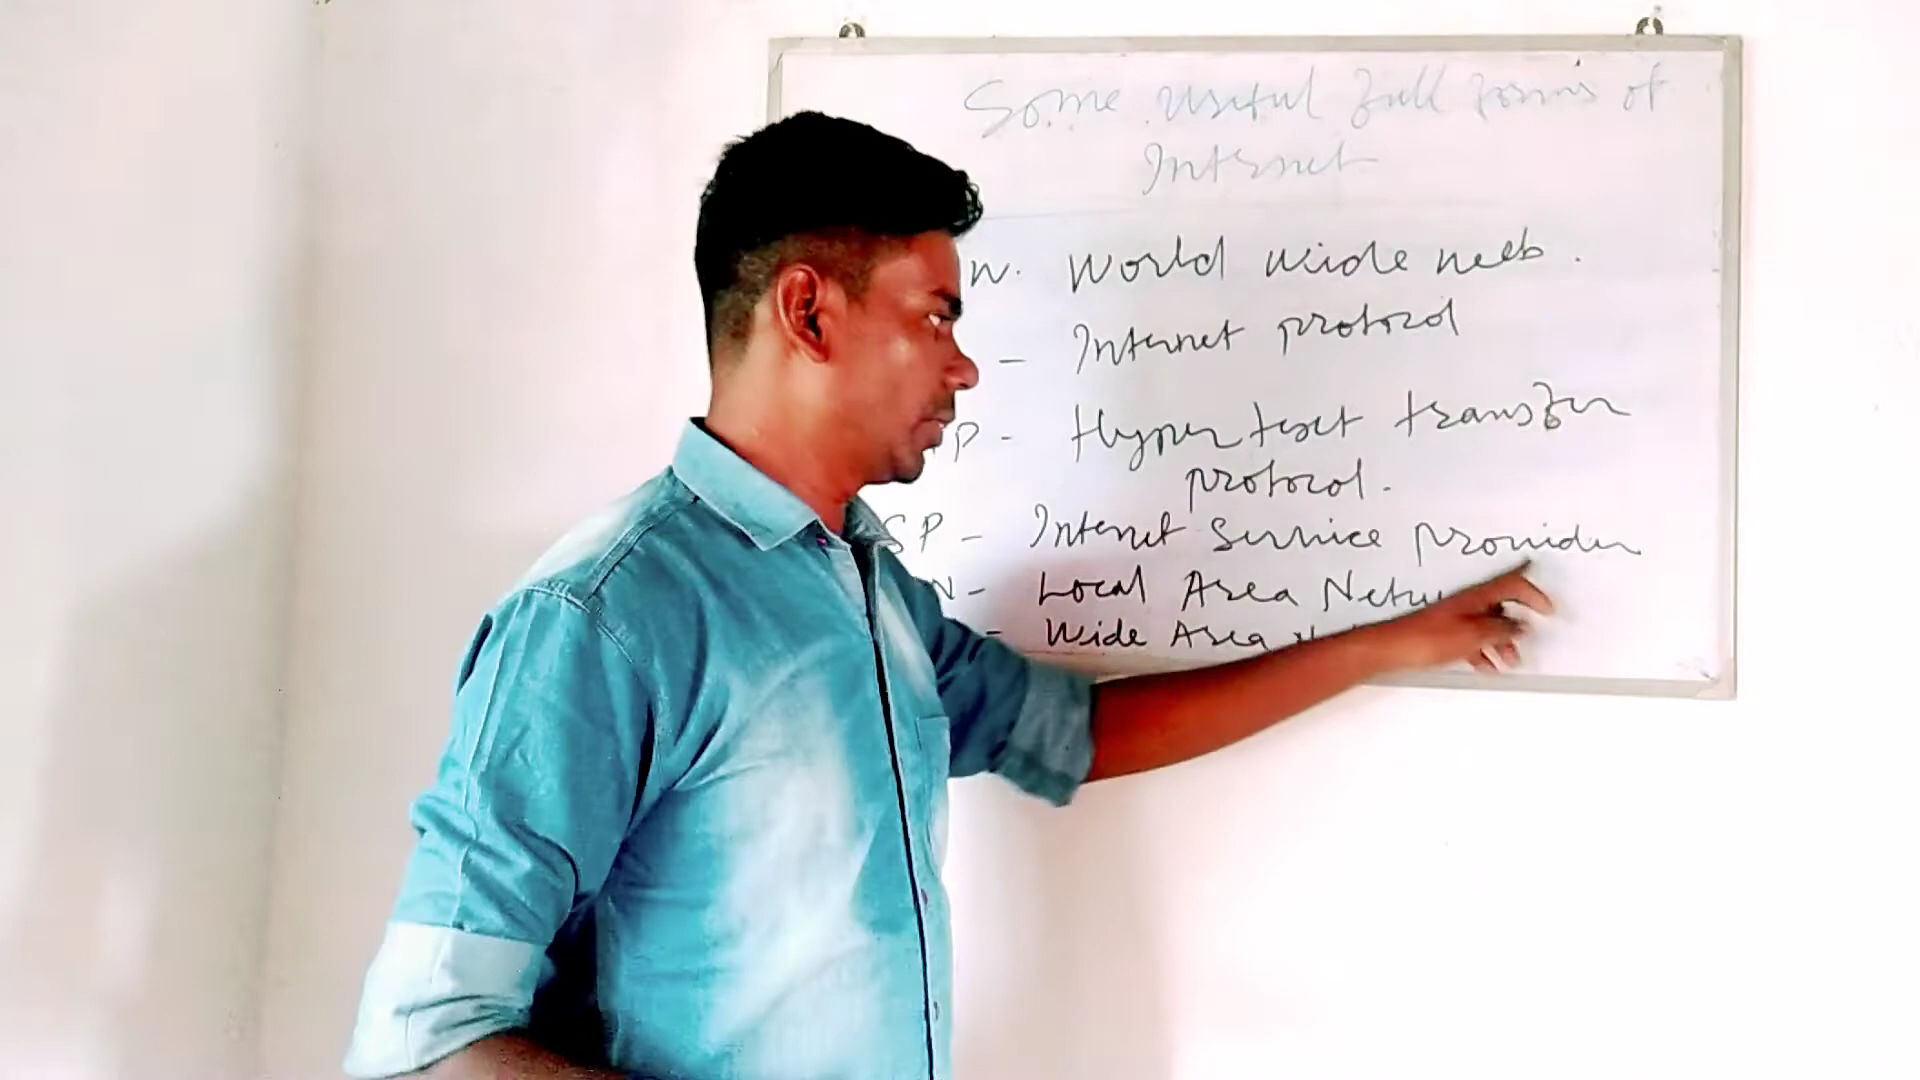 Some useful full forms of
Internet
W. World wide web.
- Internet protocol
P - Hyper text transfer
protocol.
SP - Internet Service provider
N - Local Area Netw
- Wide Area